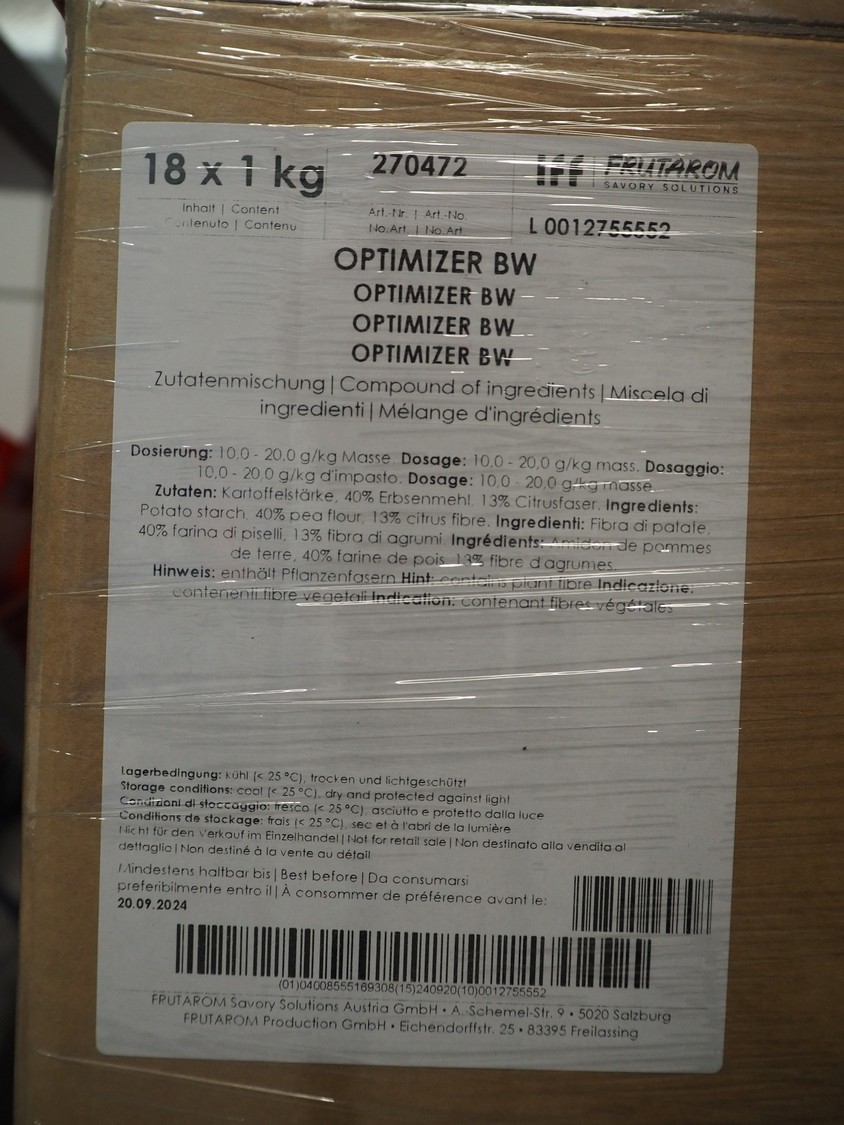 18 x 1 kg
270472
iff | FRUTAROM
SAVORY SOLUTIONS
Inhalt | Content
Contenuto | Contenu
Art.-Nr. | Art.-No.
No.Art. | No.Art.
L 0012755552
OPTIMIZER BW
OPTIMIZER BW
OPTIMIZER BW
OPTIMIZER BW
Zutatenmischung | Compound of ingredients | Miscela di
ingredienti | Mélange d'ingrédients
Dosierung: 10,0 - 20,0 g/kg Masse. Dosage: 10,0 - 20,0 g/kg mass. Dosaggio:
10,0 - 20,0 g/kg d'impasto. Dosage: 10,0 - 20,0 g/kg masse.
Zutaten: Kartoffelstärke, 40% Erbsenmehl, 13% Citrusfaser. Ingredients:
Potato starch, 40% pea flour, 13% citrus fibre. Ingredienti: Fibra di patate,
40% farina di piselli, 13% fibra di agrumi. Ingrédients: Amidon de pommes
de terre, 40% farine de pois, 13% fibre d'agrumes.
Hinweis: enthält Pflanzenfasern Hint: contains plant fibre Indicazione:
contenenti fibre vegetali Indication: contenant fibres végétales
Lagerbedingung: kühl (< 25 °C), trocken und lichtgeschützt
Storage conditions: cool (< 25 °C), dry and protected against light
Condizioni di stoccaggio: fresco (< 25 °C), asciutto e protetto dalla luce
Conditions de stockage: frais (< 25 °C), sec et à l'abri de la lumière
Nicht für den Verkauf im Einzelhandel | Not for retail sale | Non destinato alla vendita al
dettaglio | Non destiné à la vente au détail
Mindestens haltbar bis | Best before | Da consumarsi
preferibilmente entro il | À consommer de préférence avant le:
20.09.2024
(01)04008555169308(15)240920(10)0012755552
FRUTAROM Savory Solutions Austria GmbH • A. Schemel-Str. 9 • 5020 Salzburg
FRUTAROM Production GmbH • Eichendorffstr. 25 • 83395 Freilassing